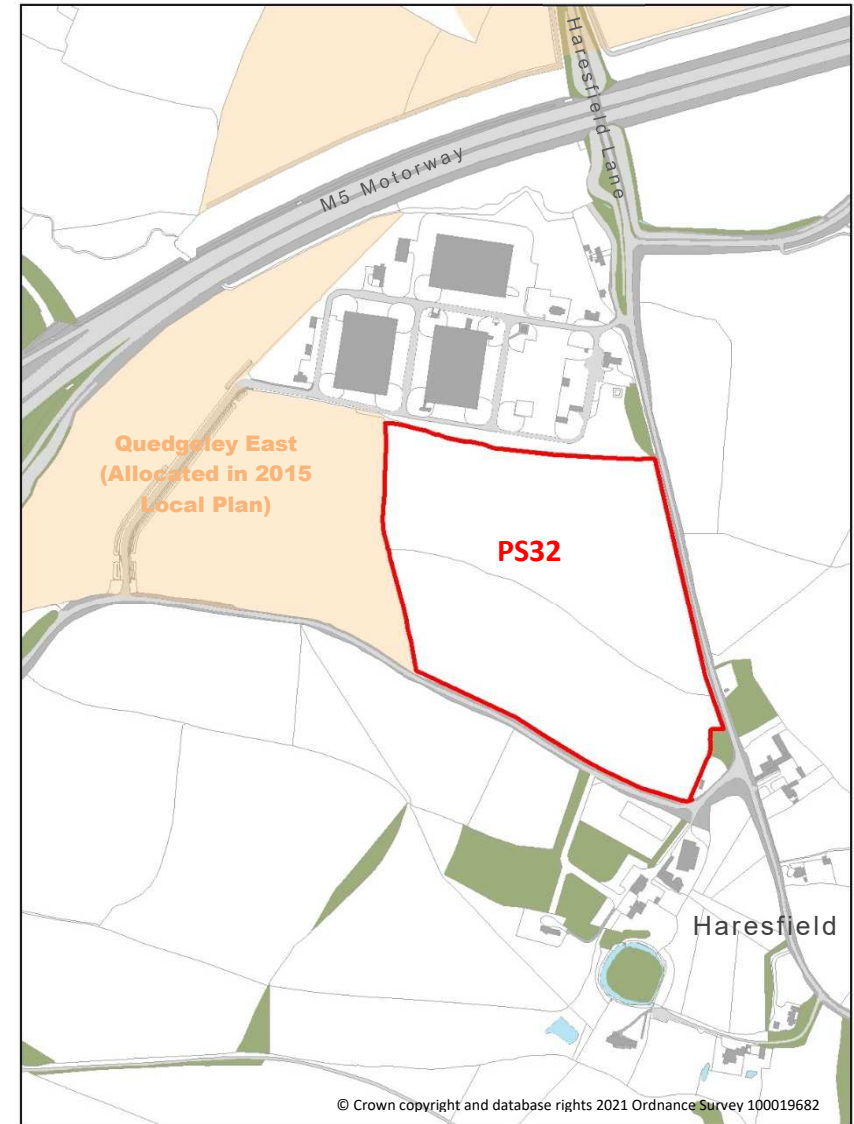 Haresfield Lane
M5 Motorway
Quedgeley East
(Allocated in 2015
Local Plan)
PS32
Haresfield
© Crown copyright and database rights 2021 Ordnance Survey 100019682